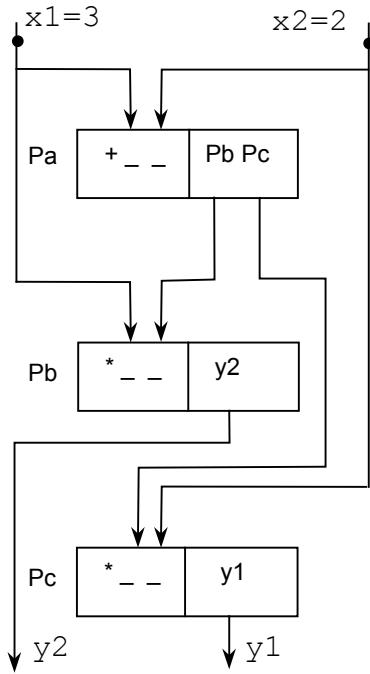 x1=3 x2=2
Pa +_ _ Pb Pc
Pb *_ _ y2
Pc *_ _ y1
y2 y1